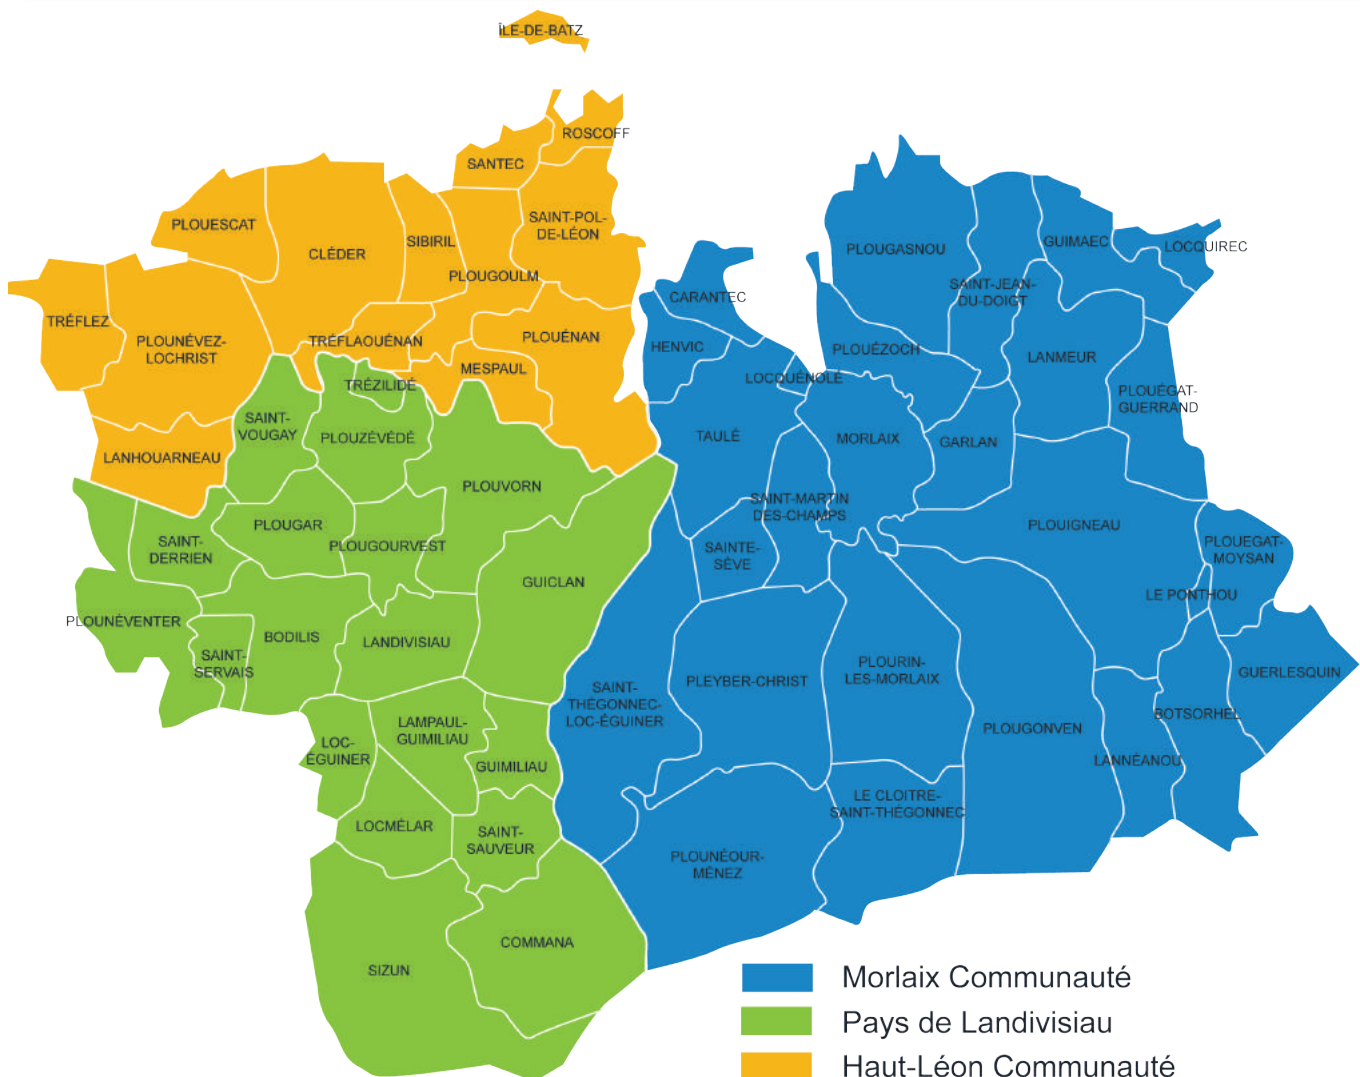 ÎLE-DE-BATZ
ROSCOFF
SANTEC
PLOUESCAT
SAINT-POL-
DE-LÉON
CLÉDER
SIBIRIL
PLOUGOULM
TRÉFLEZ
PLOUNÉVEZ-
LOCHRIST
TRÉFLAOUÉNAN
PLOUÉNAN
MESPAUL
LANHOUARNEAU
TRÉZILIDÉ
SAINT-
VOUGAY
PLOUZÉVÉDÉ
PLOUVORN
PLOUGAR
PLOUGOURVEST
SAINT-
DERRIEN
GUICLAN
PLOUNÉVENTER
BODILIS
LANDIVISIAU
SAINT-
SERVAIS
LAMPAUL-
GUIMILIAU
LOC-
ÉGUINER
GUIMILIAU
LOCMÉLAR
SAINT-
SAUVEUR
COMMANA
SIZUN
PLOUGASNOU
GUIMAEC
LOCQUIREC
SAINT-JEAN-
DU-DOIGT
CARANTEC
HENVIC
PLOUÉZOCH
LANMEUR
LOCQUÉNOLÉ
PLOUÉGAT-
GUERRAND
TAULÉ
MORLAIX
GARLAN
SAINT-MARTIN
DES-CHAMPS
PLOUIGNEAU
SAINTE-
SÈVE
PLOUEGAT-
MOYSAN
LE PONTHOU
SAINT-
THÉGONNEC-
LOC-ÉGUINER
PLEYBER-CHRIST
PLOURIN-
LES-MORLAIX
GUERLESQUIN
BOTSORHEL
PLOUGONVEN
LANNÉANOU
LE CLOITRE-
SAINT-THÉGONNEC
PLOUNÉOUR-
MÉNEZ
Morlaix Communauté
Pays de Landivisiau
Haut-Léon Communauté